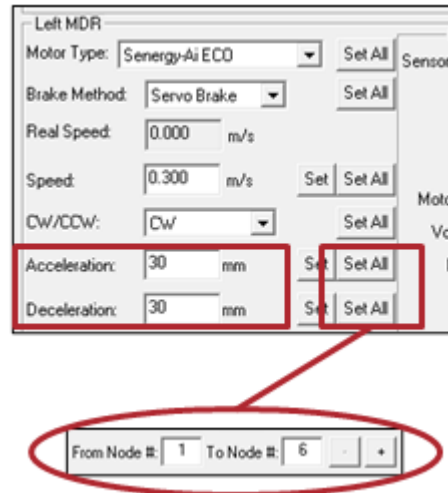 Left MDR
Motor Type: Senergy-Ai ECO Set All Sensor
Brake Method: Servo Brake Set All
Real Speed: 0.000 m/s
Speed: 0.300 m/s Set Set All
CW/CCW: CW Set All
Acceleration: 30 mm Set Set All
Deceleration: 30 mm Set Set All
From Node #: 1 To Node #: 6 - +